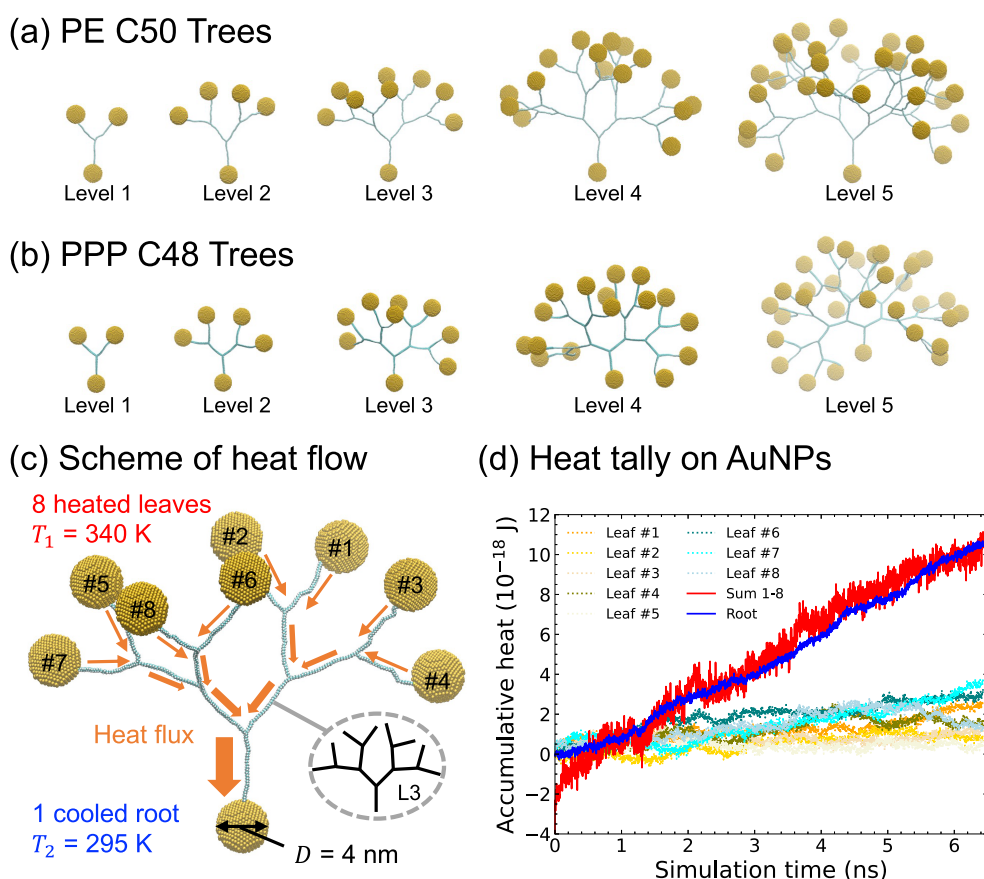 (a) PE C50 Trees
Level 1
Level 2
Level 3
Level 4
Level 5
(b) PPP C48 Trees
Level 1
Level 2
Level 3
Level 4
Level 5
(c) Scheme of heat flow
8 heated leaves
T₁ = 340 K
#2
#1
#5
#6
#3
#8
#7
#4
Heat flux
L3
1 cooled root
T₂ = 295 K
D = 4 nm
(d) Heat tally on AuNPs
Accumulative heat (10⁻¹⁸ J)
12
10
8
6
4
2
0
−2
−4
Leaf #1
Leaf #2
Leaf #3
Leaf #4
Leaf #5
Leaf #6
Leaf #7
Leaf #8
Sum 1-8
Root
0 1 2 3 4 5 6
Simulation time (ns)